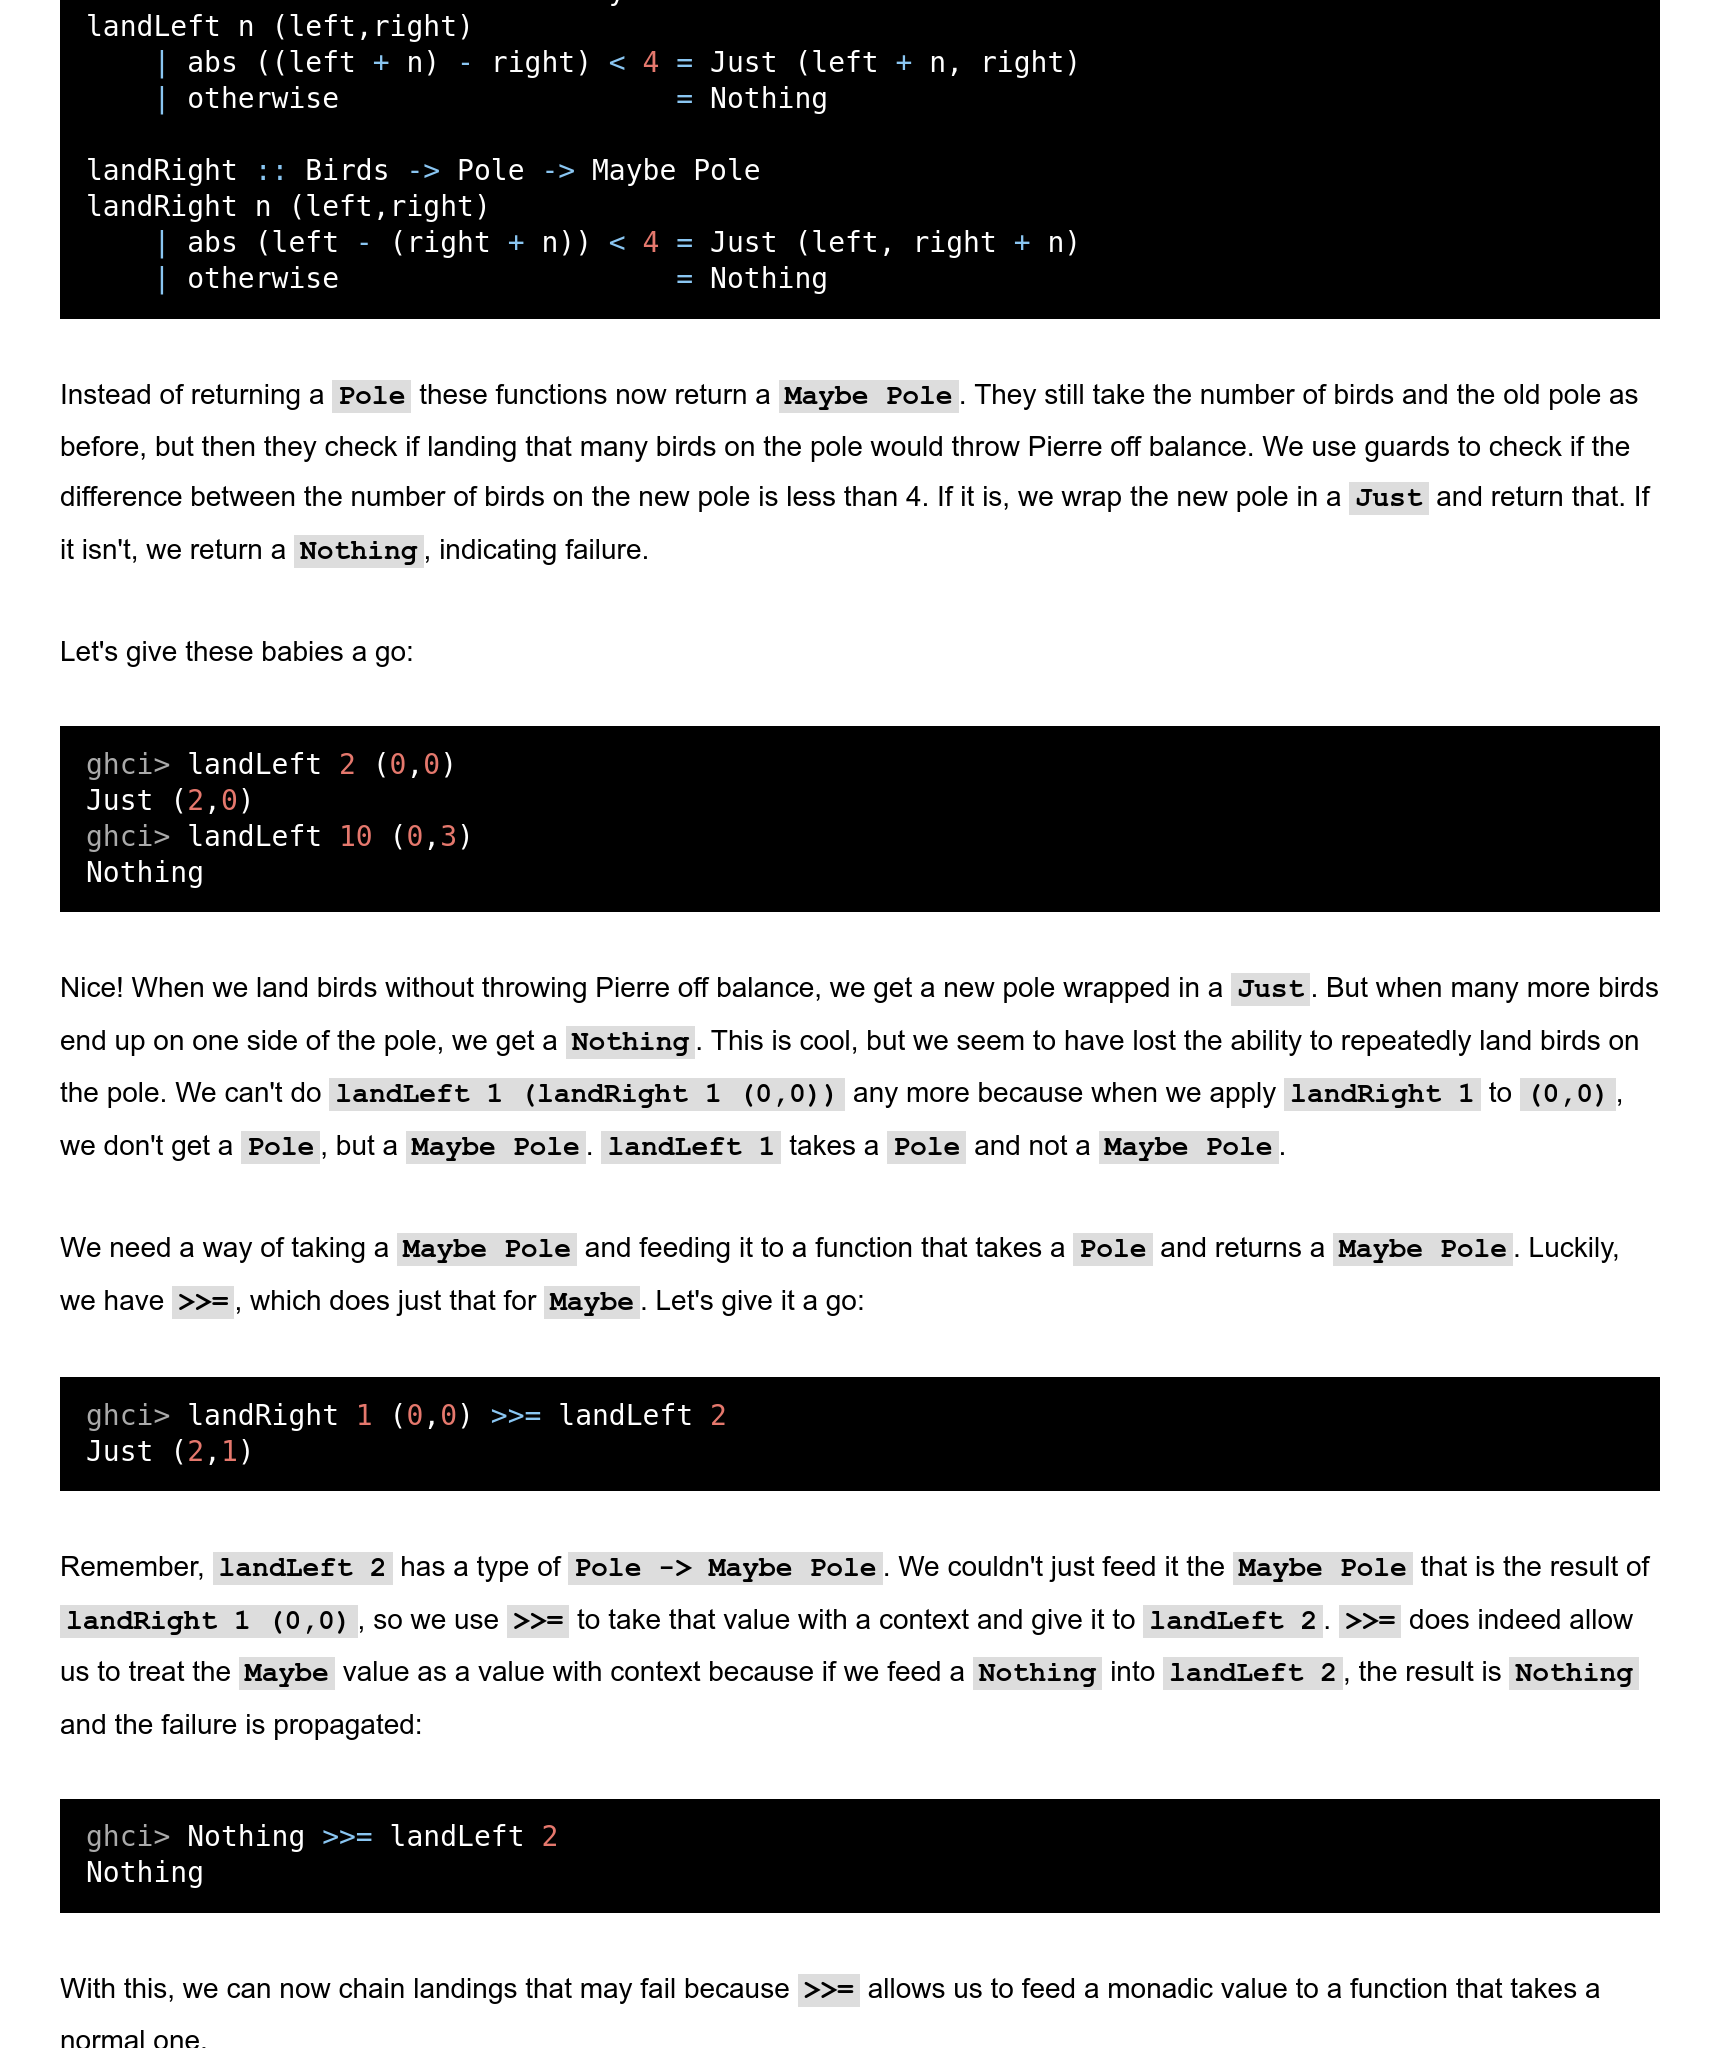 landLeft n (left,right)
    | abs ((left + n) - right) < 4 = Just (left + n, right)
    | otherwise                    = Nothing

landRight :: Birds -> Pole -> Maybe Pole
landRight n (left,right)
    | abs (left - (right + n)) < 4 = Just (left, right + n)
    | otherwise                    = Nothing

Instead of returning a Pole these functions now return a Maybe Pole. They still take the number of birds and the old pole as
before, but then they check if landing that many birds on the pole would throw Pierre off balance. We use guards to check if the
difference between the number of birds on the new pole is less than 4. If it is, we wrap the new pole in a Just and return that. If
it isn't, we return a Nothing, indicating failure.

Let's give these babies a go:

ghci> landLeft 2 (0,0)
Just (2,0)
ghci> landLeft 10 (0,3)
Nothing

Nice! When we land birds without throwing Pierre off balance, we get a new pole wrapped in a Just. But when many more birds
end up on one side of the pole, we get a Nothing. This is cool, but we seem to have lost the ability to repeatedly land birds on
the pole. We can't do landLeft 1 (landRight 1 (0,0)) any more because when we apply landRight 1 to (0,0),
we don't get a Pole, but a Maybe Pole. landLeft 1 takes a Pole and not a Maybe Pole.

We need a way of taking a Maybe Pole and feeding it to a function that takes a Pole and returns a Maybe Pole. Luckily,
we have >>=, which does just that for Maybe. Let's give it a go:

ghci> landRight 1 (0,0) >>= landLeft 2
Just (2,1)

Remember, landLeft 2 has a type of Pole -> Maybe Pole. We couldn't just feed it the Maybe Pole that is the result of
landRight 1 (0,0), so we use >>= to take that value with a context and give it to landLeft 2. >>= does indeed allow
us to treat the Maybe value as a value with context because if we feed a Nothing into landLeft 2, the result is Nothing
and the failure is propagated:

ghci> Nothing >>= landLeft 2
Nothing

With this, we can now chain landings that may fail because >>= allows us to feed a monadic value to a function that takes a
normal one.